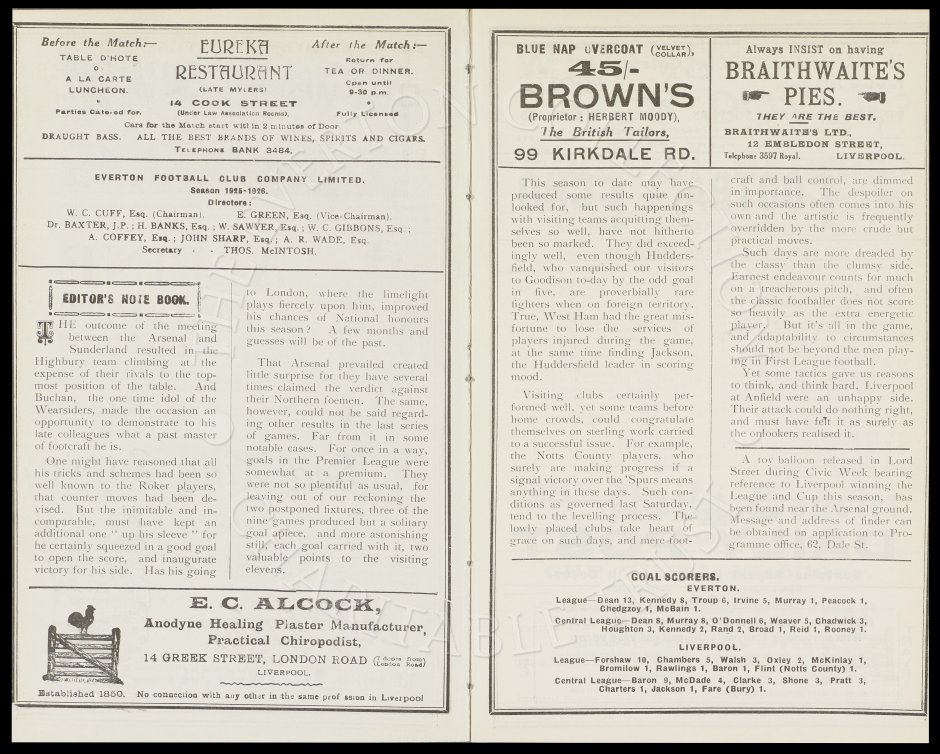 Before the Match:—
TABLE D'HOTE
A LA CARTE
LUNCHEON.
Parties Catered for.
EUREKA
RESTAURANT
(LATE MYLERS)
14 COOK STREET
(Under Law Association Rooms).
After the Match:—
Return for
TEA OR DINNER.
Open until
9-30 p.m.
Fully Licensed
Cars for the Match start within 2 minutes of Door
DRAUGHT BASS. ALL THE BEST BRANDS OF WINES, SPIRITS AND CIGARS.
TELEPHONE BANK 3484.
EVERTON FOOTBALL CLUB COMPANY LIMITED.
Season 1925-1926.
Directors:
W. C. CUFF, Esq. (Chairman). E. GREEN, Esq. (Vice-Chairman).
Dr. BAXTER, J.P.; H. BANKS, Esq.; W. SAWYER, Esq.; W. C. GIBBONS, Esq.;
A. COFFEY, Esq.; JOHN SHARP, Esq.; A. R. WADE, Esq.
Secretary - - THOS. McINTOSH.
EDITOR'S NOTE BOOK.
THE outcome of the meeting
between the Arsenal and
Sunderland resulted in the
Highbury team climbing at the
expense of their rivals to the top-
most position of the table. And
Buchan, the one time idol of the
Wearsiders, made the occasion an
opportunity to demonstrate to his
late colleagues what a past master
of footcraft he is.
One might have reasoned that all
his tricks and schemes had been so
well known to the Roker players,
that counter moves had been de-
vised. But the inimitable and in-
comparable, must have kept an
additional one " up his sleeve " for
he certainly squeezed in a good goal
to open the score, and inaugurate
victory for his side. Has his going
to London, where the limelight
plays fiercely upon him, improved
his chances of National honours
this season? A few months and
guesses will be of the past.
That Arsenal prevailed created
little surprise for they have several
times claimed the verdict against
their Northern foemen. The same,
however, could not be said regard-
ing other results in the last series
of games. Far from it in some
notable cases. For once in a way,
goals in the Premier League were
somewhat at a premium. They
were not so plentiful as usual, for
leaving out of our reckoning the
two postponed fixtures, three of the
nine games produced but a solitary
goal apiece, and more astonishing
still, each goal carried with it, two
valuable points to the visiting
elevens.
E. C. ALCOCK,
Anodyne Healing Plaster Manufacturer,
Practical Chiropodist,
14 GREEK STREET, LONDON ROAD (7 doors from London Road)
LIVERPOOL.
Established 1850. No connection with any other in the same profession in Liverpool
BLUE NAP OVERCOAT (VELVET, COLLAR),
45/-
BROWN'S
(Proprietor: HERBERT MOODY),
The British Tailors,
99 KIRKDALE RD.
Always INSIST on having
BRAITHWAITE'S
PIES.
THEY ARE THE BEST.
BRAITHWAITE'S LTD.,
12 EMBLEDON STREET,
Telephone: 3597 Royal. LIVERPOOL.
This season to date may have
produced some results quite un-
looked for, but such happenings
with visiting teams acquitting them-
selves so well, have not hitherto
been so marked. They did exceed-
ingly well, even though Hudders-
field, who vanquished our visitors
to Goodison to-day by the odd goal
in five, are proverbially rare
fighters when on foreign territory.
True, West Ham had the great mis-
fortune to lose the services of
players injured during the game,
at the same time finding Jackson,
the Huddersfield leader in scoring
mood.
Visiting clubs certainly per-
formed well, yet some teams before
home crowds, could congratulate
themselves on sterling work carried
to a successful issue. For example,
the Notts County players, who
surely are making progress if a
signal victory over the 'Spurs means
anything in these days. Such con-
ditions as governed last Saturday,
tend to the levelling process. The
lowly placed clubs take heart of
grace on such days, and mere foot-
craft and ball control, are dimmed
in importance. The despoiler on
such occasions often comes into his
own and the artistic is frequently
overridden by the more crude but
practical moves.
Such days are more dreaded by
the classy than the clumsy side.
Earnest endeavour counts for much
on a treacherous pitch, and often
the classic footballer does not score
so heavily as the extra energetic
player. But it's all in the game,
and adaptability to circumstances
should not be beyond the men play-
ing in First League football.
Yet some tactics gave us reasons
to think, and think hard. Liverpool
at Anfield were an unhappy side.
Their attack could do nothing right,
and must have felt it as surely as
the onlookers realised it.
A toy balloon released in Lord
Street during Civic Week bearing
reference to Liverpool winning the
League and Cup this season, has
been found near the Arsenal ground.
Message and address of finder can
be obtained on application to Pro-
gramme office, 62, Dale St.
GOAL SCORERS.
EVERTON.
League—Dean 13, Kennedy 8, Troup 6, Irvine 5, Murray 1, Peacock 1,
Chedgzoy 1, McBain 1.
Central League—Dean 8, Murray 8, O'Donnell 6, Weaver 5, Chadwick 3,
Houghton 3, Kennedy 2, Rand 2, Broad 1, Reid 1, Rooney 1.
LIVERPOOL.
League—Forshaw 10, Chambers 5, Walsh 3, Oxley 2, McKinlay 1,
Bromilow 1, Rawlings 1, Baron 1, Flint (Notts County) 1.
Central League—Baron 9, McDade 4, Clarke 3, Shone 3, Pratt 3,
Charters 1, Jackson 1, Fare (Bury) 1.